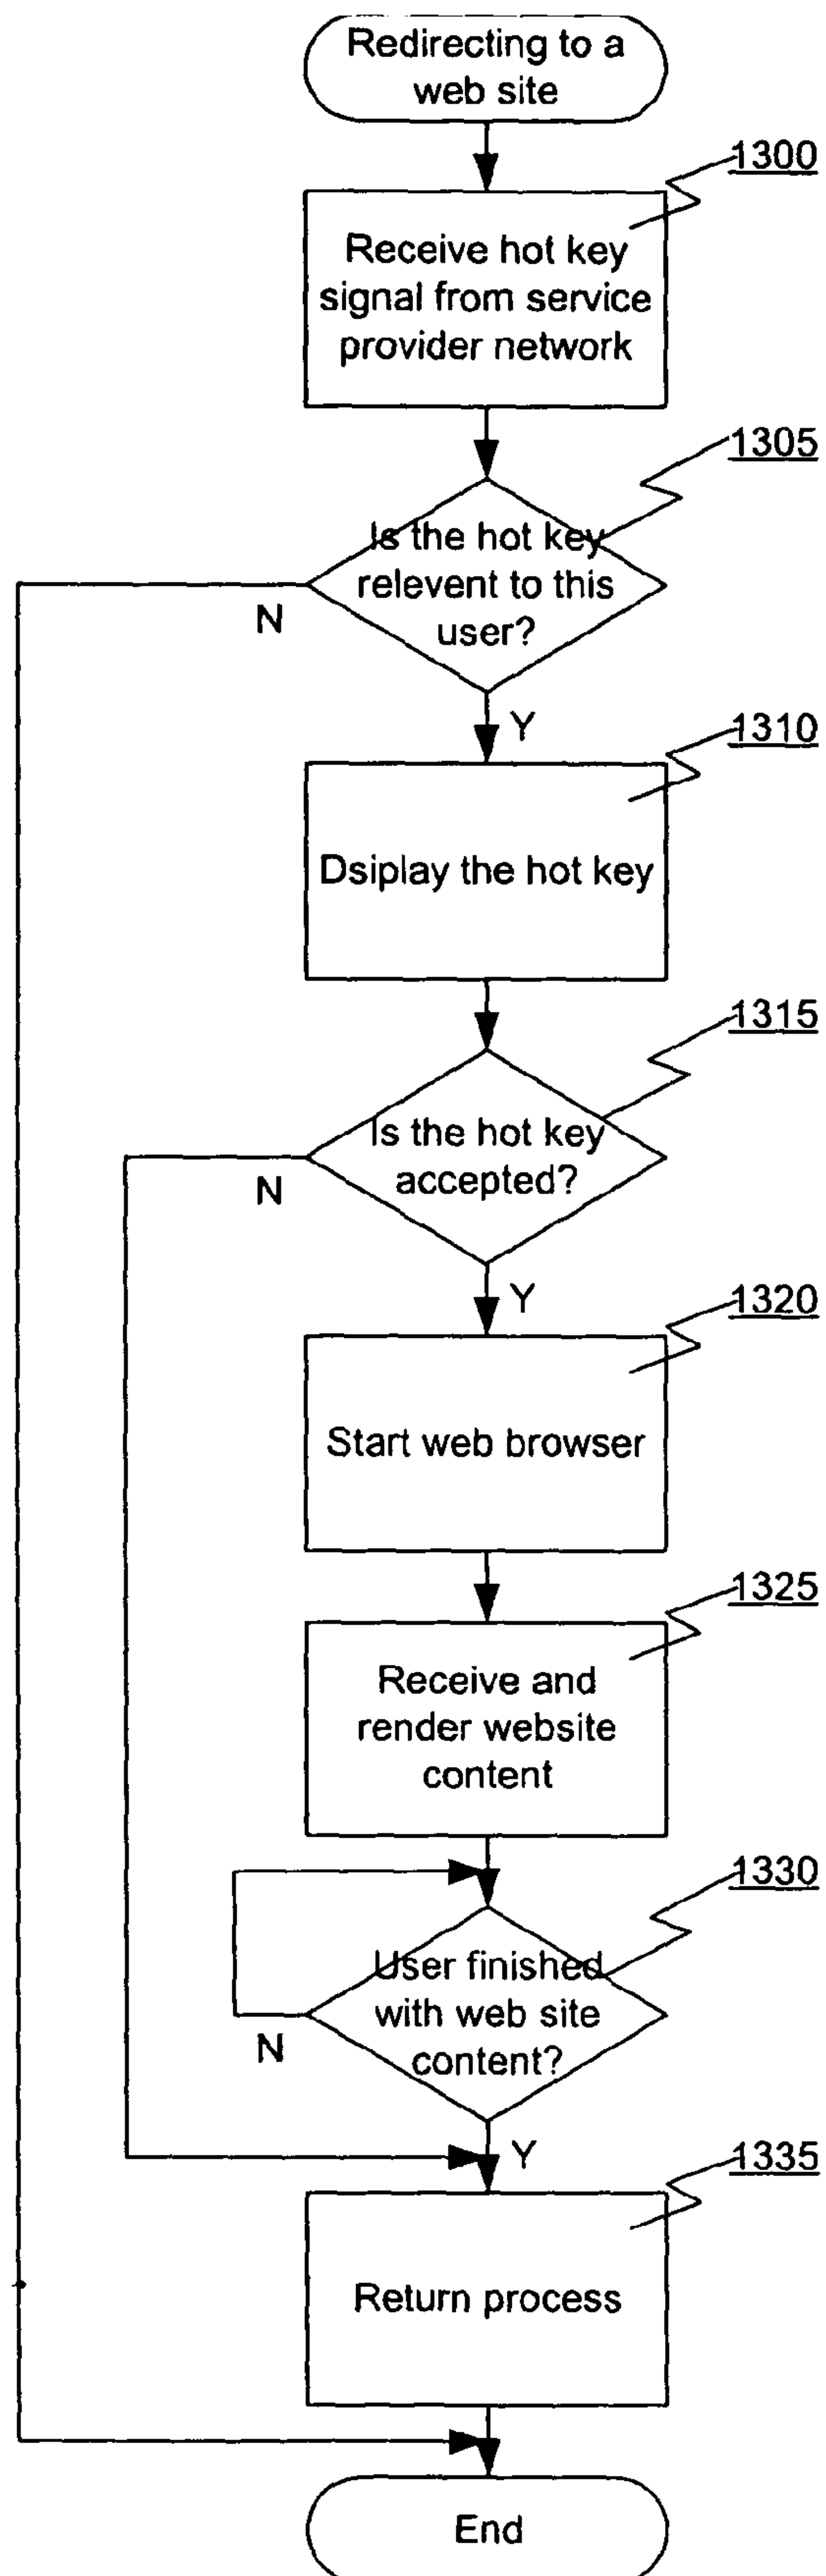 Redirecting to a
web site
1300
Receive hot key
signal from service
provider network
1305
Is the hot key
relevent to this
user?
N
Y
1310
Dsiplay the hot key
1315
Is the hot key
accepted?
N
Y
1320
Start web browser
1325
Receive and
render website
content
1330
User finished
with web site
content?
N
Y
1335
Return process
End